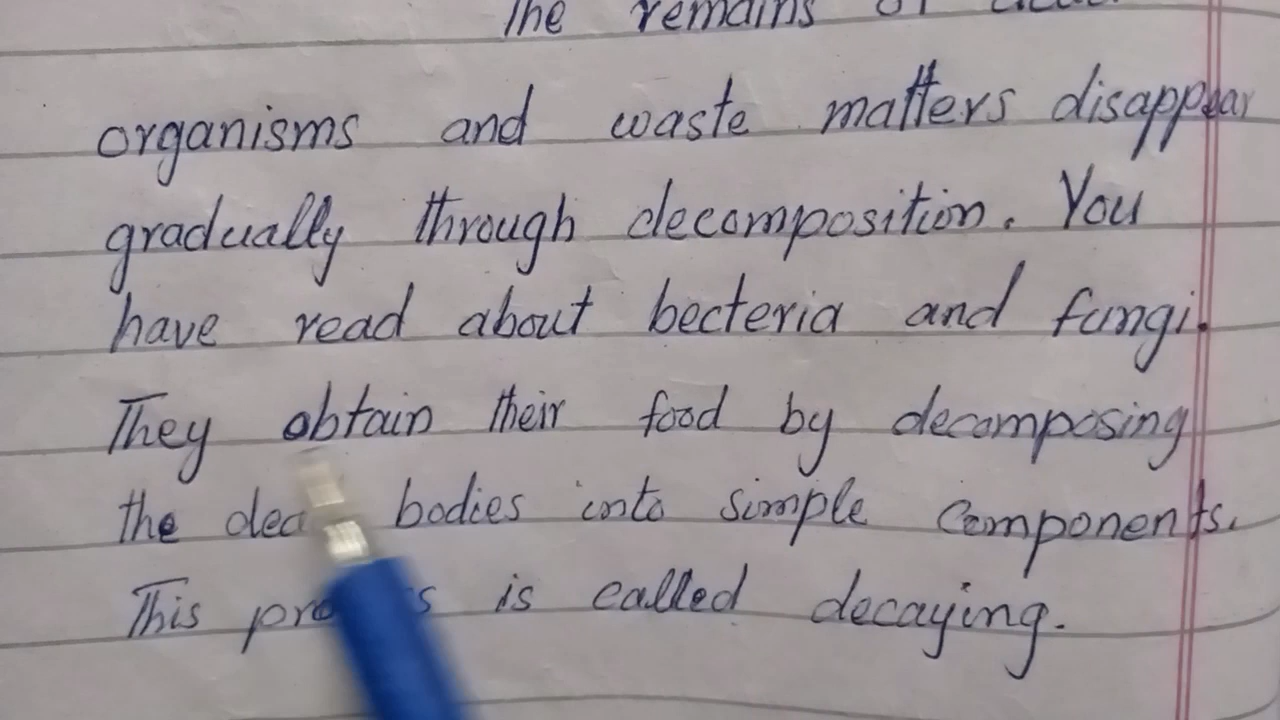 The remains of
organisms and waste matters disappear
gradually through decomposition. You
have read about becteria and fungi.
They obtain their food by decomposing
the bodies into simple components.
This is called decaying.